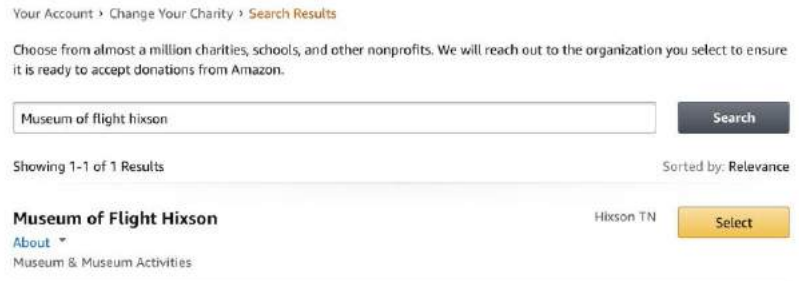 Your Account › Change Your Charity › Search Results
Choose from almost a million charities, schools, and other nonprofits. We will reach out to the organization you select to ensure
it is ready to accept donations from Amazon.
Museum of flight hixson
Search
Showing 1-1 of 1 Results
Sorted by: Relevance
Museum of Flight Hixson
Hixson TN
Select
About
Museum & Museum Activities